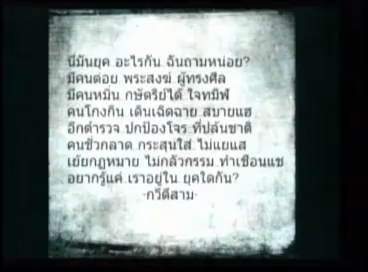 นี่มันยุค อะไรกัน ฉันถามหน่อย?
มีคนต่อย พระสงฆ์ ผู้ทรงศีล
มีคนหมิ่น กษัตริย์ได้ ใจทมิฬ
คนโกงกิน เดินเฉิดฉาย สบายแฮ
อีกตำรวจ ปกป้องโจร ที่ปล้นชาติ
คนชั่วกลาด กระสุนใส่ ไม่แยแส
เย้ยกฎหมาย ไม่กลัวกรรม ทำเชือนแช
อยากรู้แค่ เราอยู่ใน ยุคใดกัน?
-กวีตีสาม-